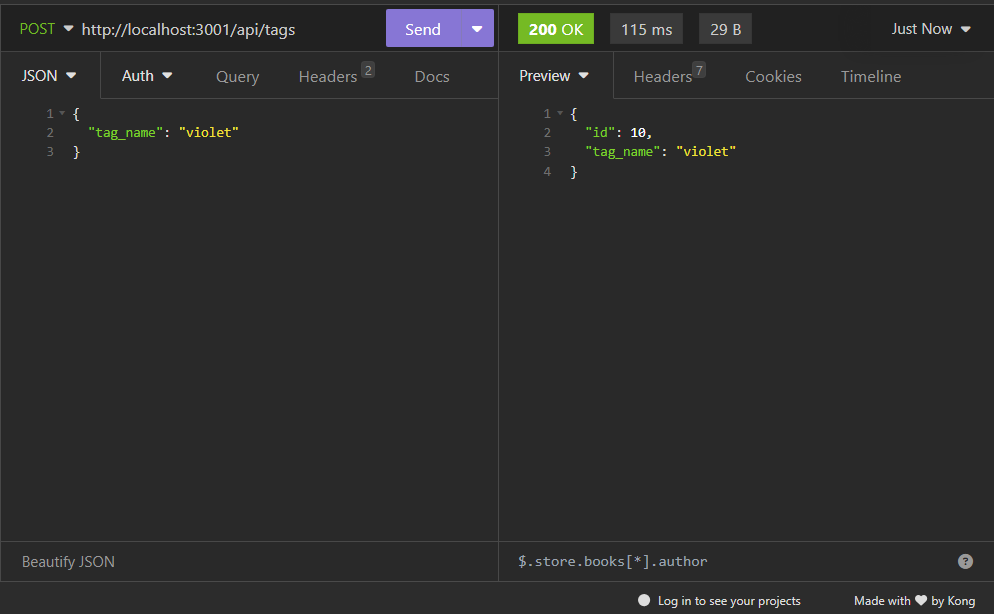 POST http://localhost:3001/api/tags Send 200 OK 115 ms 29 B Just Now
JSON Auth Query Headers 2 Docs Preview Headers 7 Cookies Timeline
1 {
2 "tag_name": "violet"
3 }
1 {
2 "id": 10,
3 "tag_name": "violet"
4 }
Beautify JSON $.store.books[*].author ?
Log in to see your projects Made with ❤ by Kong